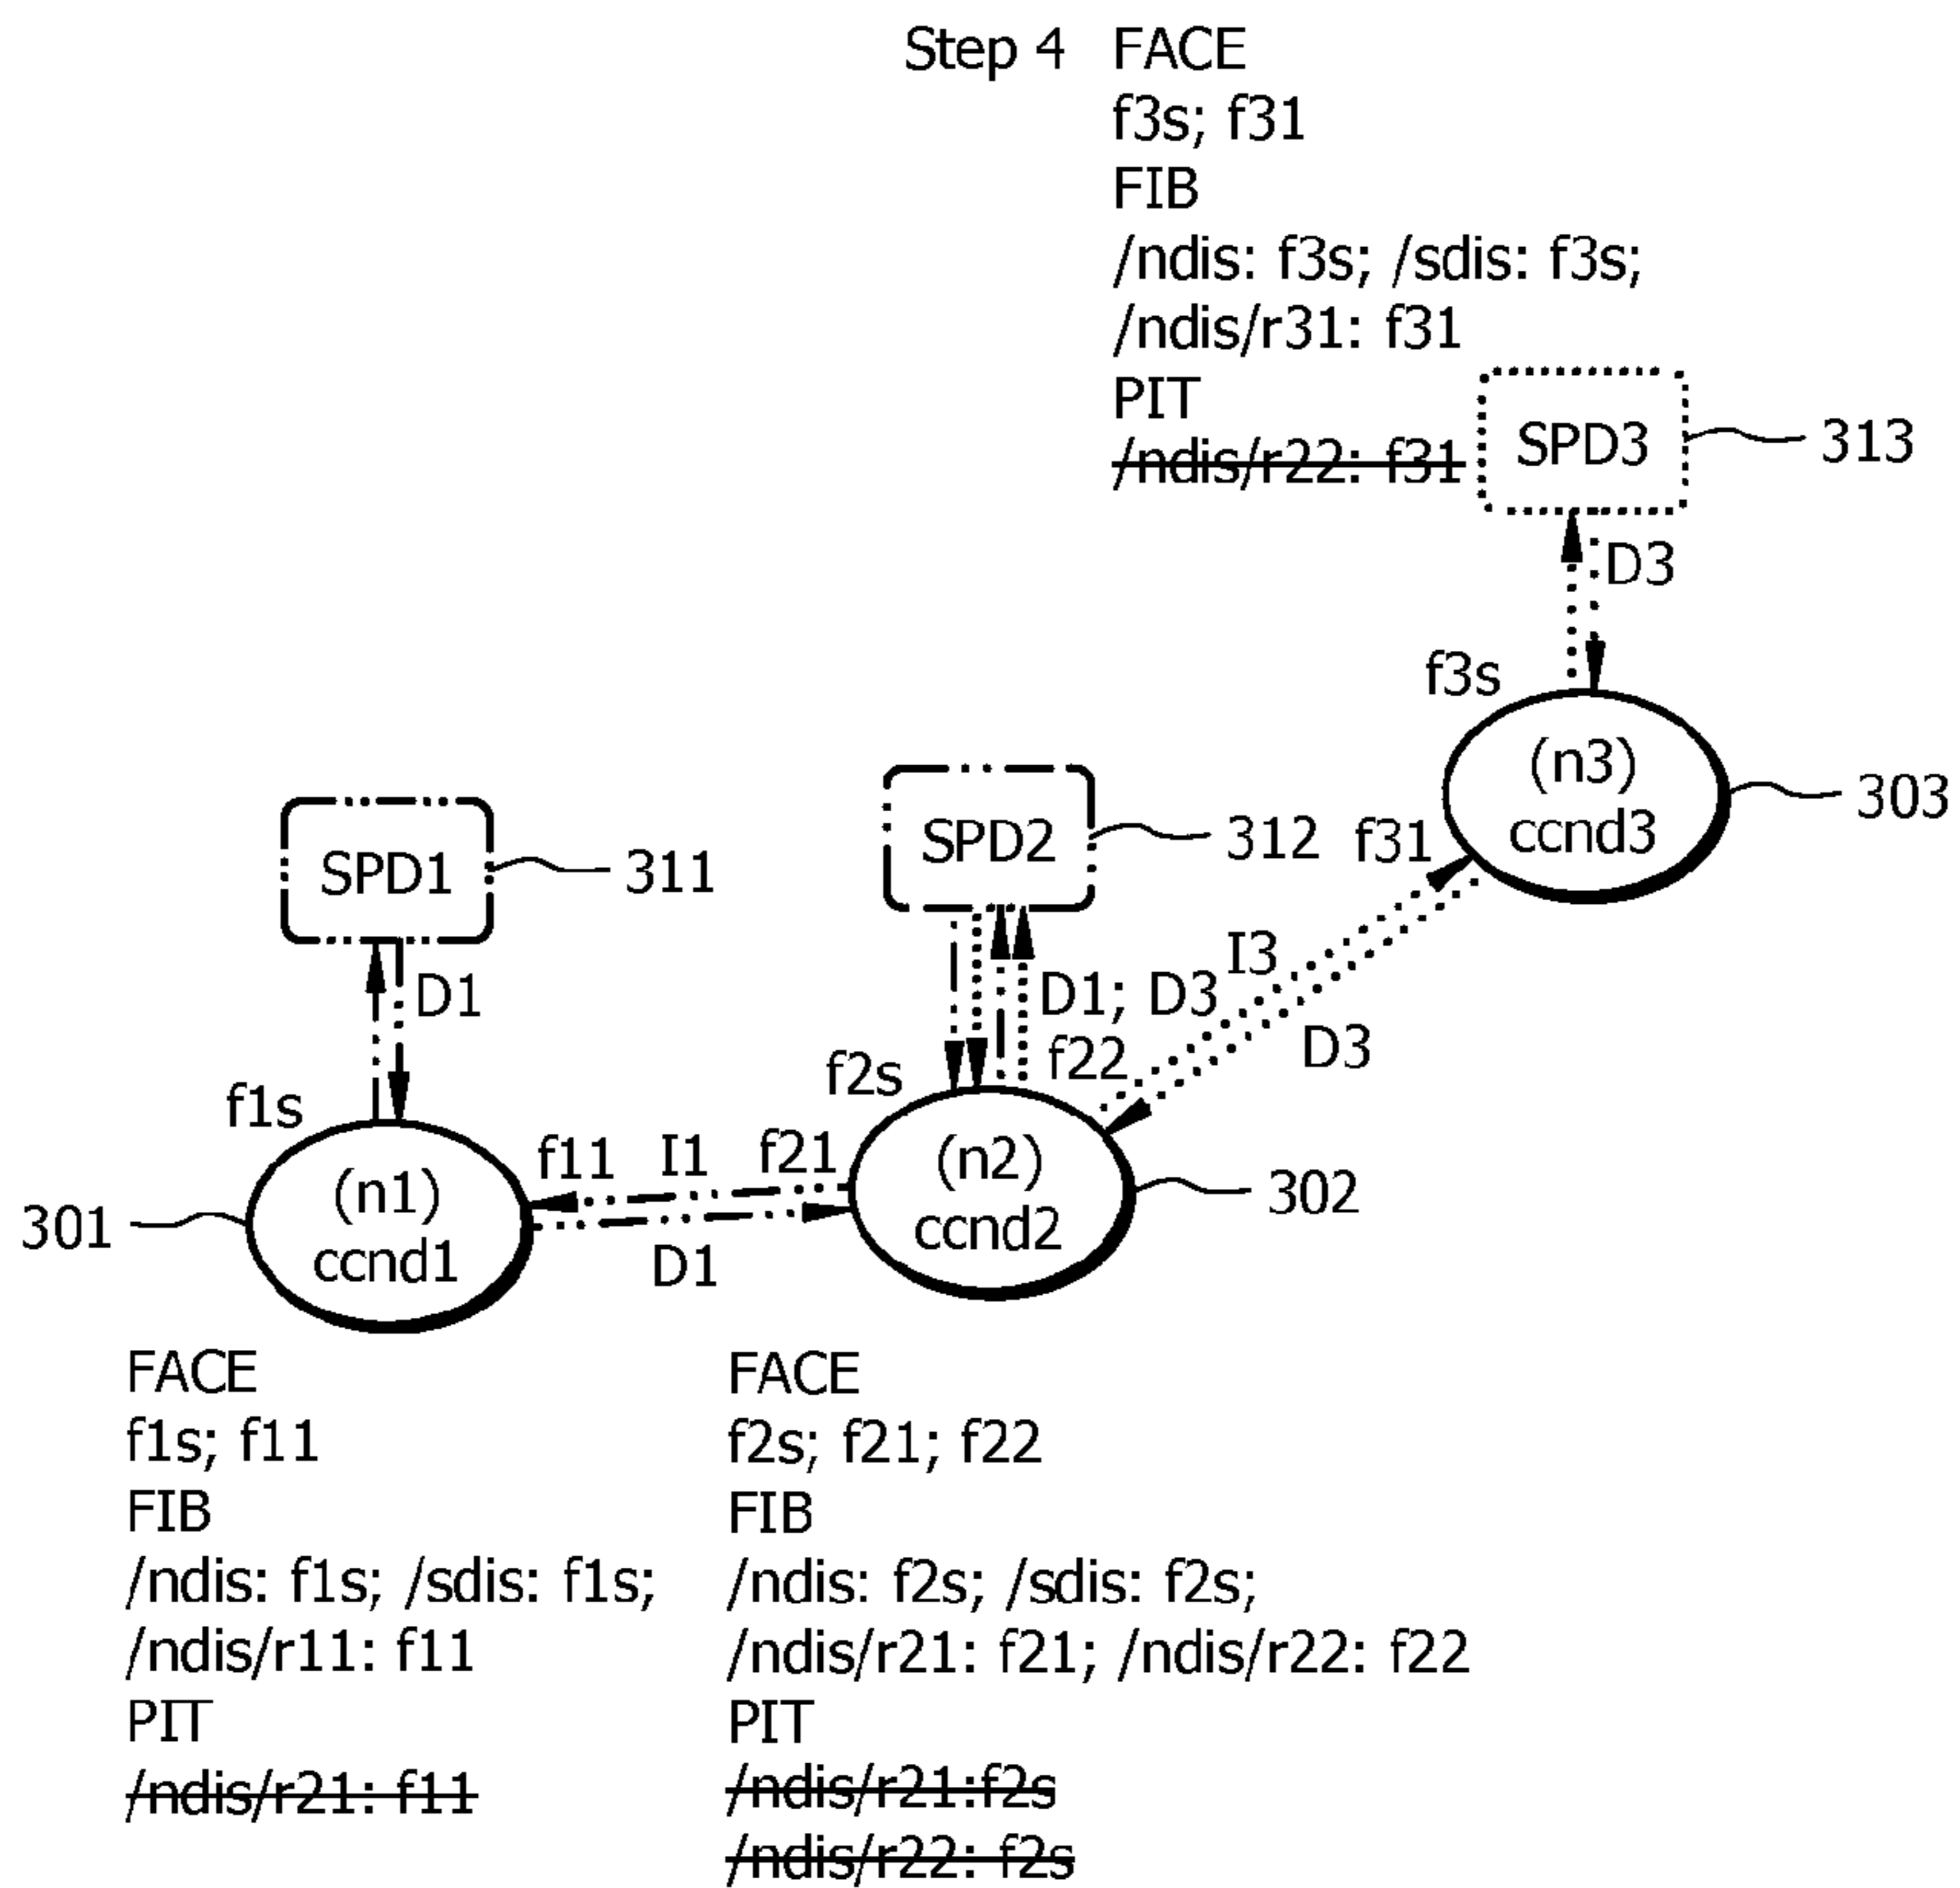 Step 4 FACE
f3s; f31
FIB
/ndis: f3s; /sdis: f3s;
/ndis/r31: f31
PIT
/ndis/r22: f31
SPD3
313
D3
f3s
(n3)
ccnd3
303
f31
SPD1
311
SPD2
312
I3
D1
D1; D3
f22
D3
f2s
f1s
f11
I1
f21
(n1)
ccnd1
301
(n2)
ccnd2
302
D1
FACE
f1s; f11
FIB
/ndis: f1s; /sdis: f1s;
/ndis/r11: f11
PIT
/ndis/r21: f11
FACE
f2s; f21; f22
FIB
/ndis: f2s; /sdis: f2s;
/ndis/r21: f21; /ndis/r22: f22
PIT
/ndis/r21:f2s
/ndis/r22: f2s